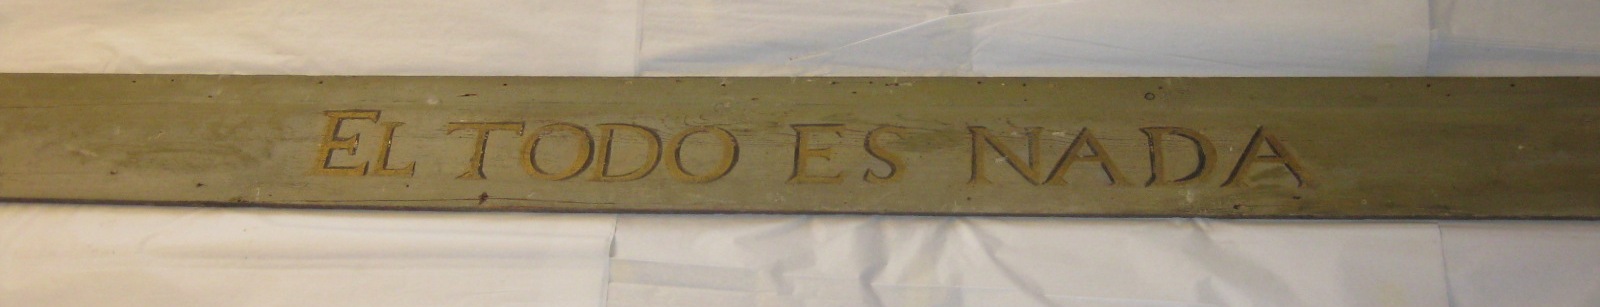 EL TODO ES NADA